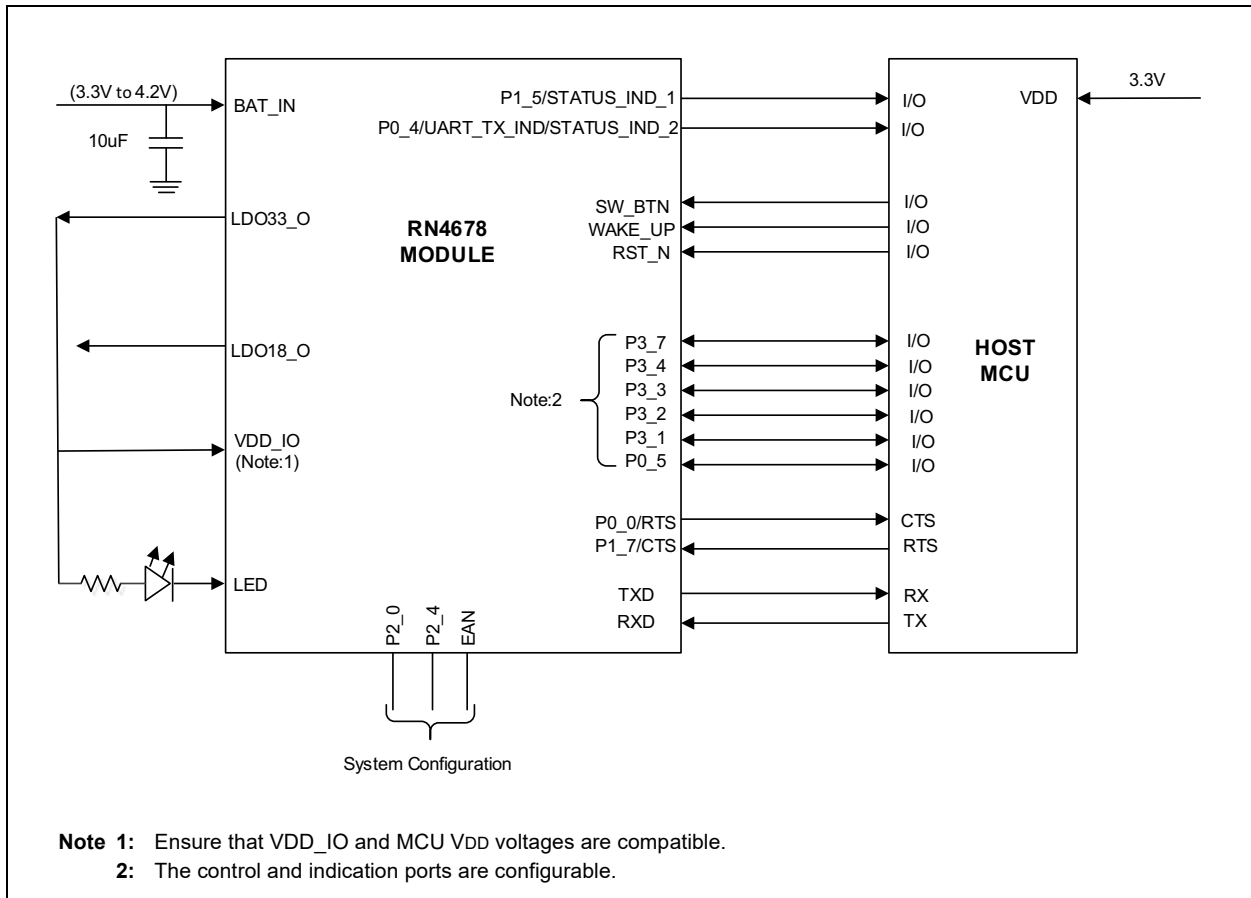 (3.3V to 4.2V)
BAT_IN
10uF
LDO33_O
LDO18_O
VDD_IO
(Note:1)
LED
RN4678
MODULE
P1_5/STATUS_IND_1
P0_4/UART_TX_IND/STATUS_IND_2
SW_BTN
WAKE_UP
RST_N
Note:2
P3_7
P3_4
P3_3
P3_2
P3_1
P0_5
P0_0/RTS
P1_7/CTS
TXD
RXD
P2_0
P2_4
EAN
System Configuration
I/O
I/O
I/O
I/O
I/O
I/O
I/O
I/O
I/O
I/O
I/O
CTS
RTS
RX
TX
VDD
3.3V
HOST
MCU
Note 1: Ensure that VDD_IO and MCU VDD voltages are compatible.
2: The control and indication ports are configurable.